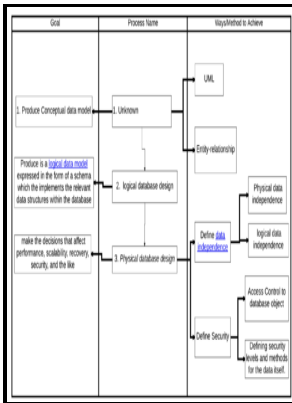 Goal
Process Name
Ways/Method to Achieve
1. Produce Conceptual data model
1. Unknown
UML
Entity-relationship
Produce is a logical data model
expressed in the form of a schema
which the implements the relevant
data structures within the database
2. logical database design
Physical data
independence
make the decisions that affect
performance, scalability, recovery,
security, and the like
3. Physical database design
Define data
independence
logical data
independence
Define Security
Access Control to
database object
Defining security
levels and methods
for the data itself.